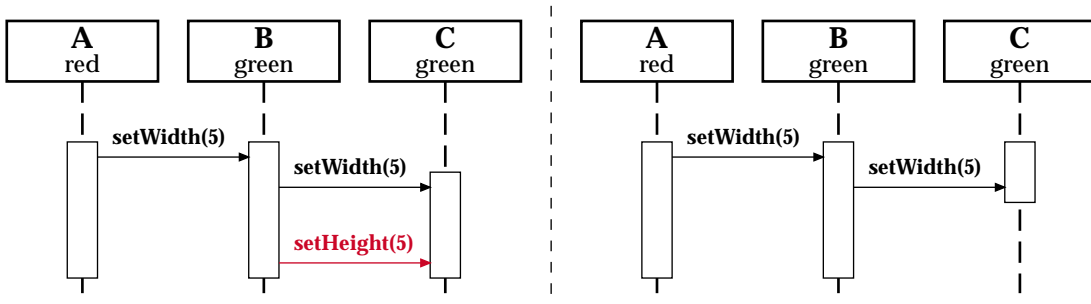 A
red
B
green
C
green
setWidth(5)
setWidth(5)
setHeight(5)
A
red
B
green
C
green
setWidth(5)
setWidth(5)